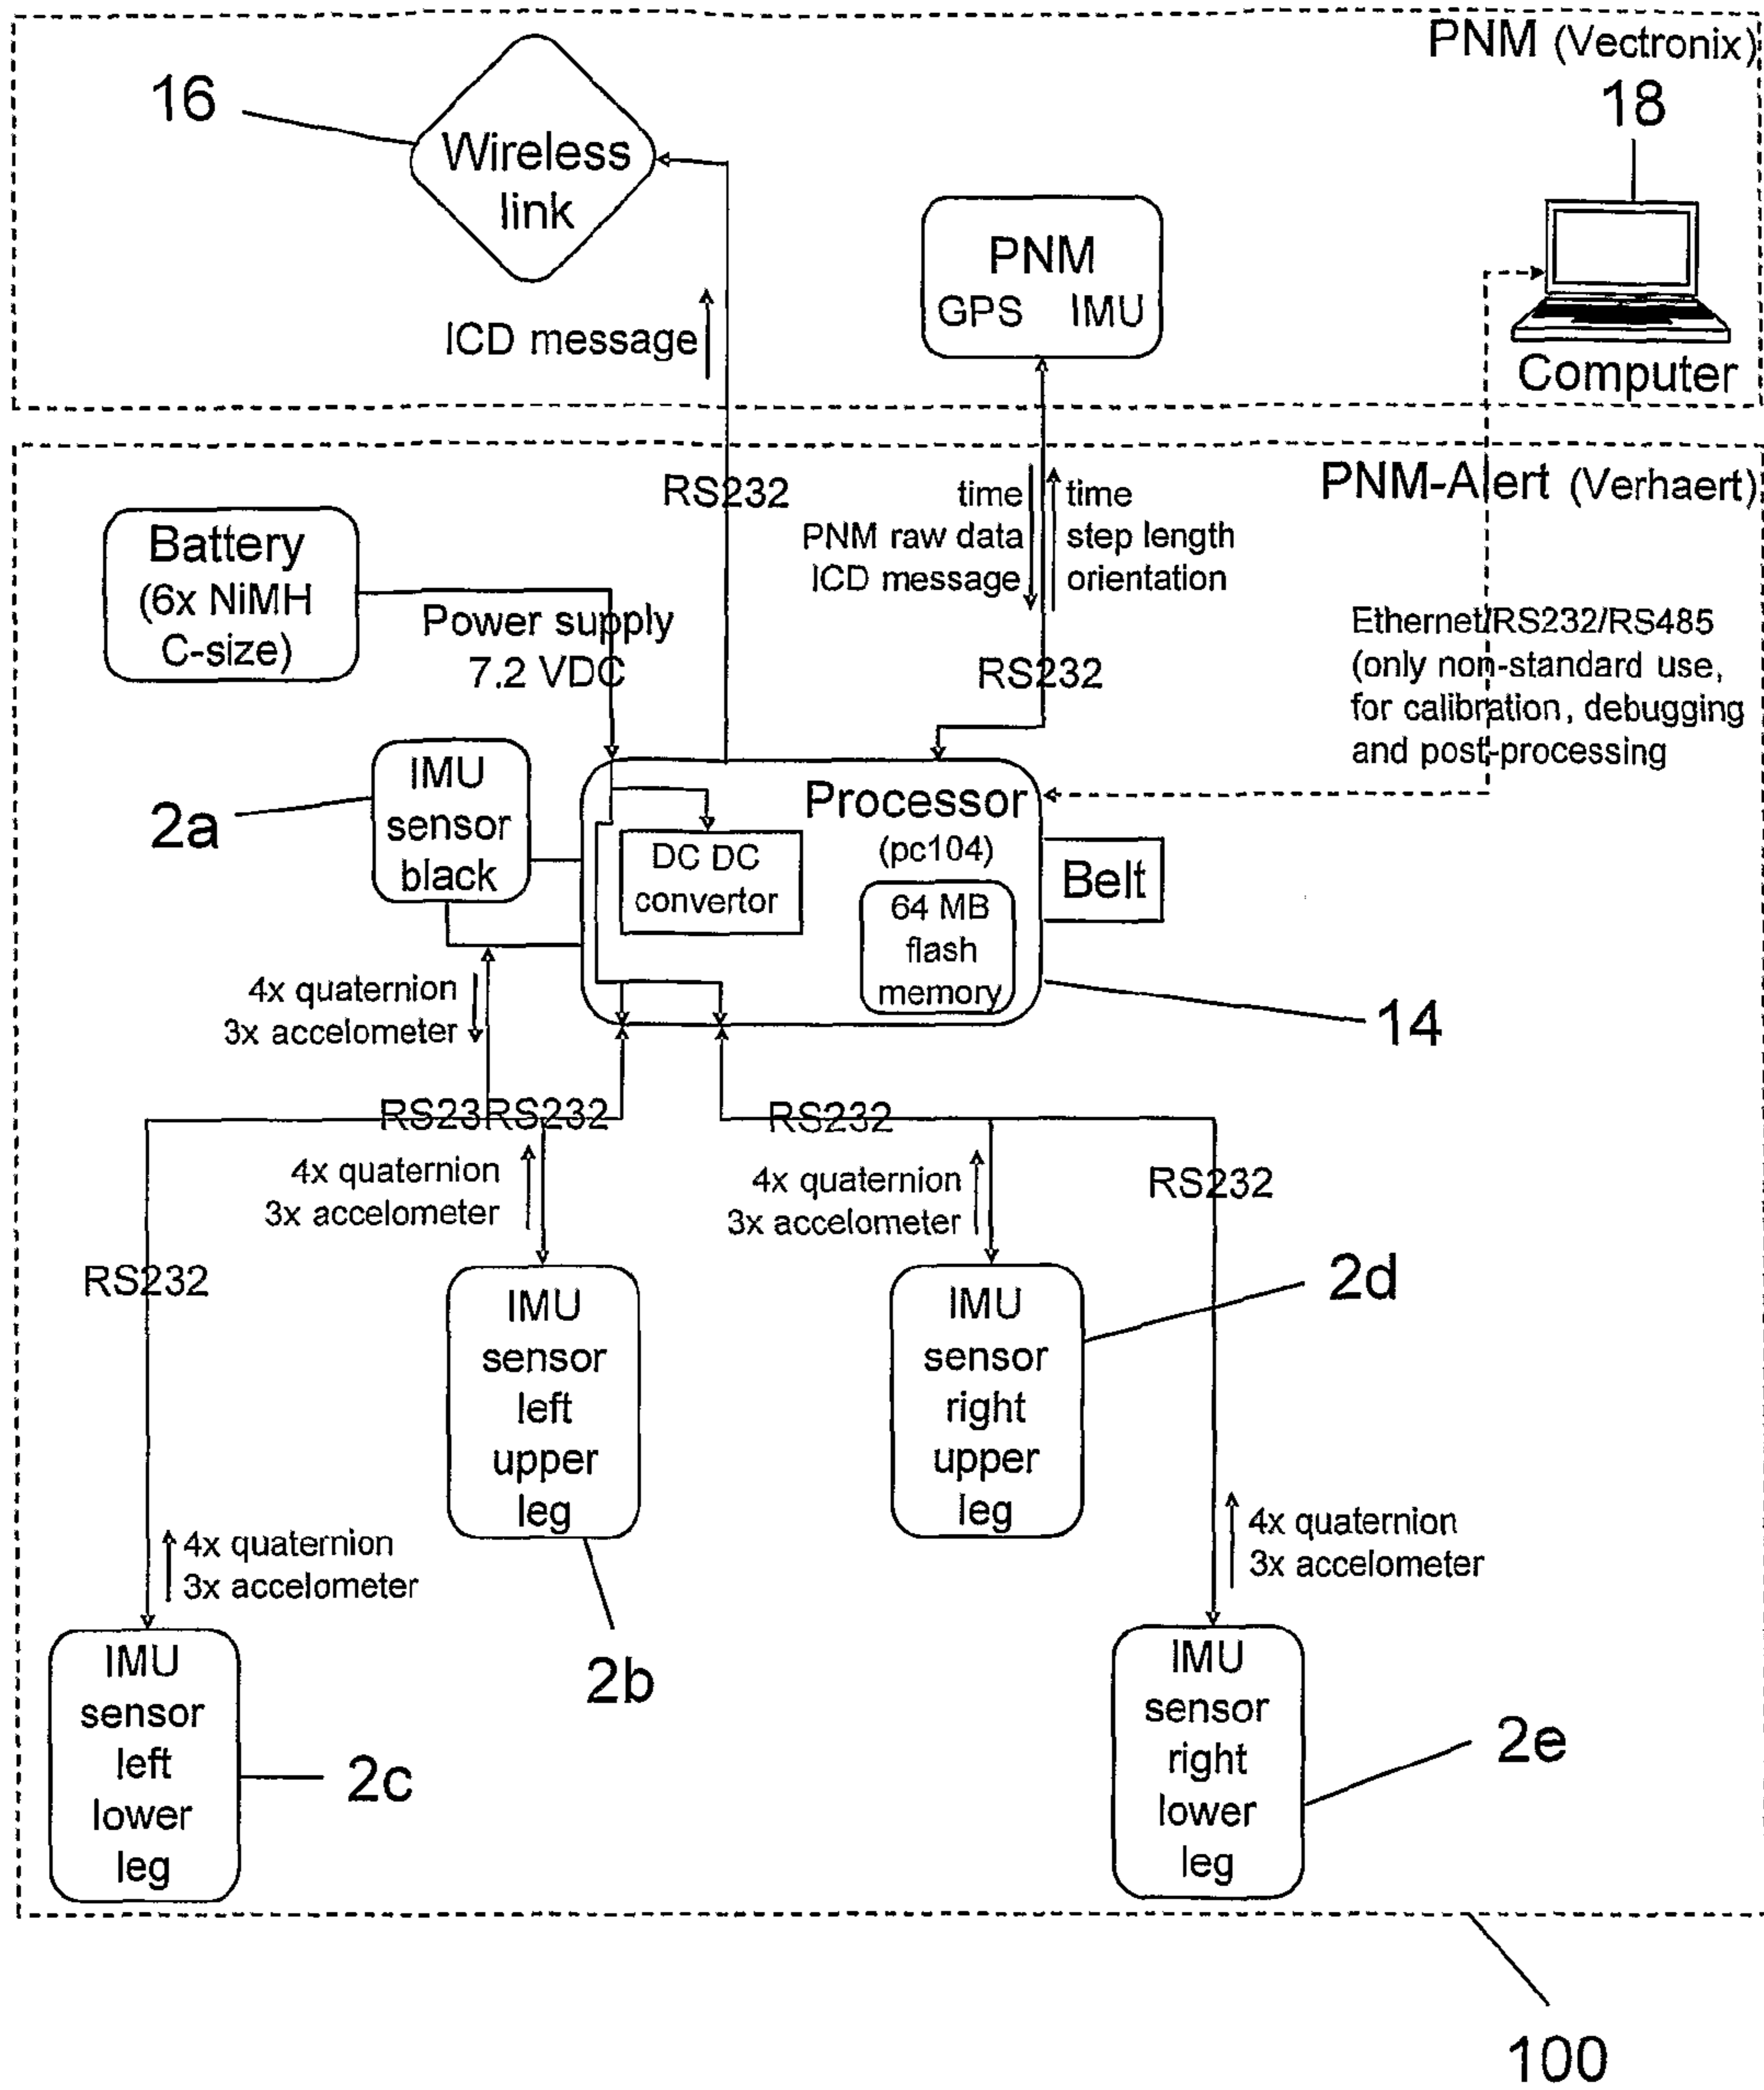 PNM (Vectronix)
16
18
Wireless
link
PNM
GPS IMU
ICD message
Computer
PNM-Alert (Verhaert)
RS232
time
PNM raw data
ICD message
time
step length
orientation
Battery
(6x NiMH
C-size)
Power supply
7.2 VDC
RS232
Ethernet/RS232/RS485
(only non-standard use,
for calibration, debugging
and post-processing
2a
IMU
sensor
black
Processor
(pc104)
DC DC
convertor
64 MB
flash
memory
Belt
14
4x quaternion
3x accelometer
RS23
RS232
RS232
4x quaternion
3x accelometer
4x quaternion
3x accelometer
RS232
RS232
IMU
sensor
left
upper
leg
IMU
sensor
right
upper
leg
2d
4x quaternion
3x accelometer
4x quaternion
3x accelometer
2b
IMU
sensor
left
lower
leg
2c
IMU
sensor
right
lower
leg
2e
100